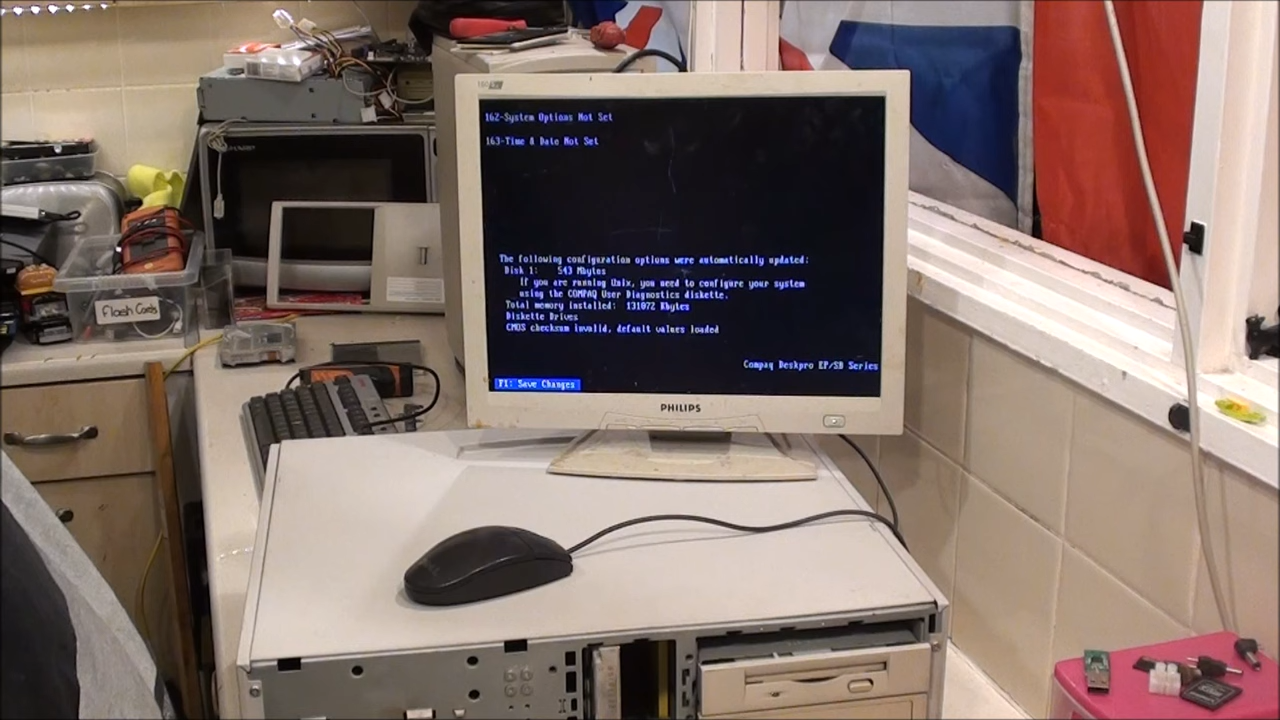 162-System Options Not Set
163-Time & Date Not Set
The following configuration options were automatically updated:
Disk 1: 543 Mbytes
If you are running Unix, you need to configure your system
using the COMPAQ User Diagnostics diskette.
Total memory installed: 131072 Kbytes
Diskette Drives
CMOS checksum invalid, default values loaded
Compaq Deskpro EP/SB Series
F1: Save Changes
PHILIPS
Flash Cards